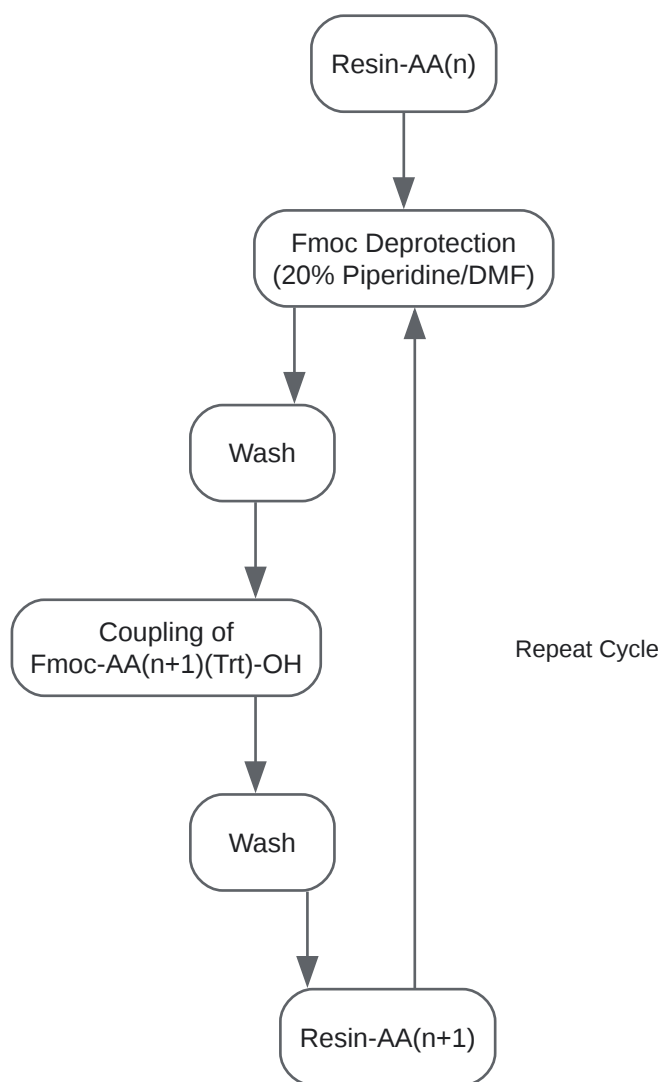 Resin-AA(n)
Fmoc Deprotection
(20% Piperidine/DMF)
Wash
Coupling of
Fmoc-AA(n+1)(Trt)-OH
Repeat Cycle
Wash
Resin-AA(n+1)